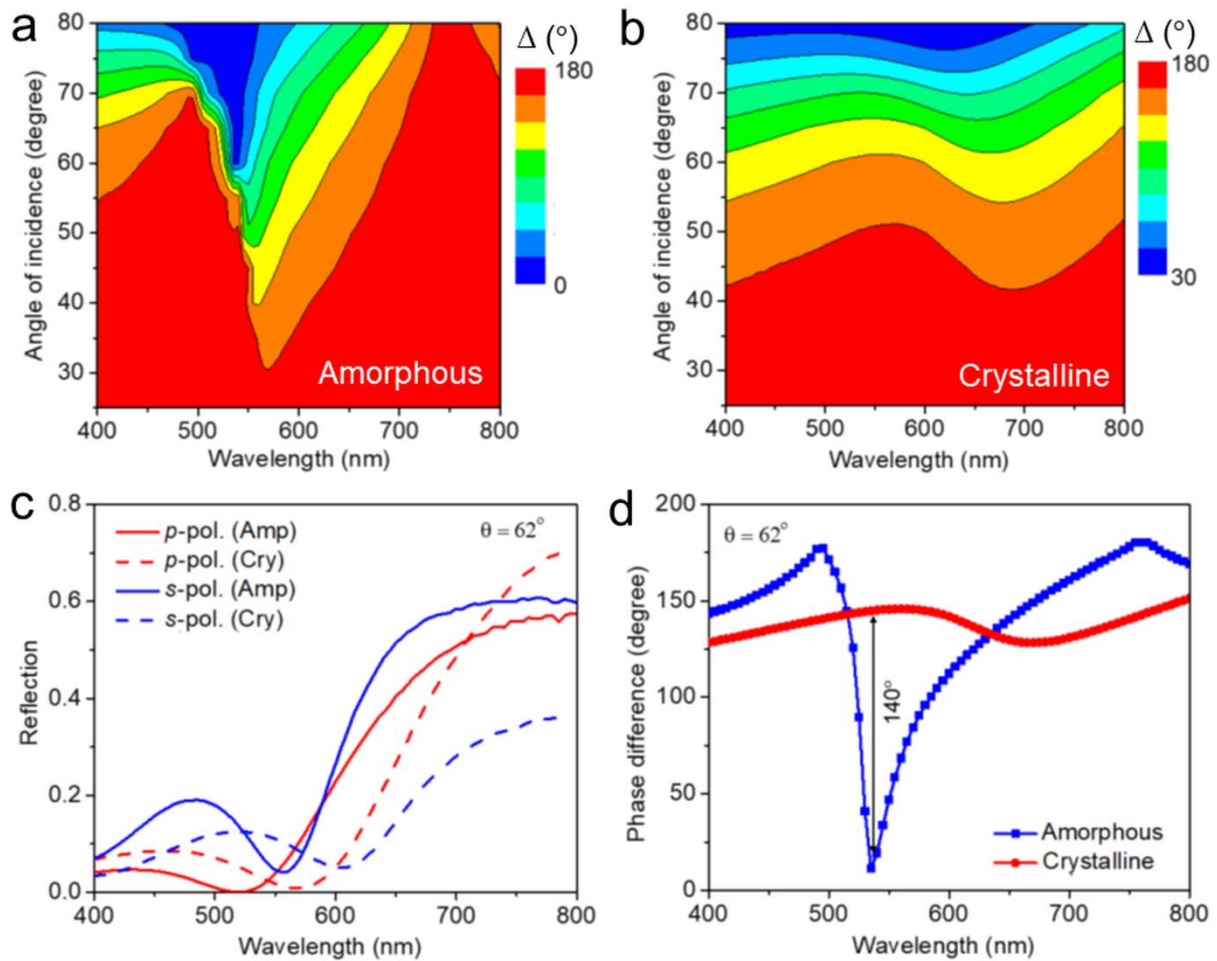 a
Δ (°)
180
0
80
70
60
50
40
30
Angle of incidence (degree)
Amorphous
400 500 600 700 800
Wavelength (nm)
b
Δ (°)
180
30
80
70
60
50
40
30
Angle of incidence (degree)
Crystalline
400 500 600 700 800
Wavelength (nm)
c
0.8
0.6
0.4
0.2
0.0
Reflection
p-pol. (Amp)
p-pol. (Cry)
s-pol. (Amp)
s-pol. (Cry)
θ = 62°
400 500 600 700 800
Wavelength (nm)
d
200
150
100
50
0
Phase difference (degree)
θ = 62°
140°
Amorphous
Crystalline
400 500 600 700 800
Wavelength (nm)